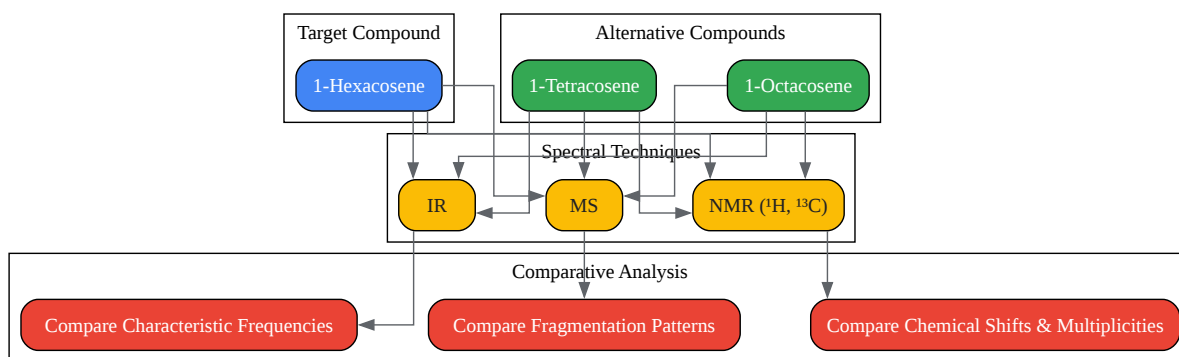 Target Compound
Alternative Compounds
1-Hexacosene
1-Tetracosene
1-Octacosene
Spectral Techniques
IR
MS
NMR (¹H, ¹³C)
Comparative Analysis
Compare Characteristic Frequencies
Compare Fragmentation Patterns
Compare Chemical Shifts & Multiplicities